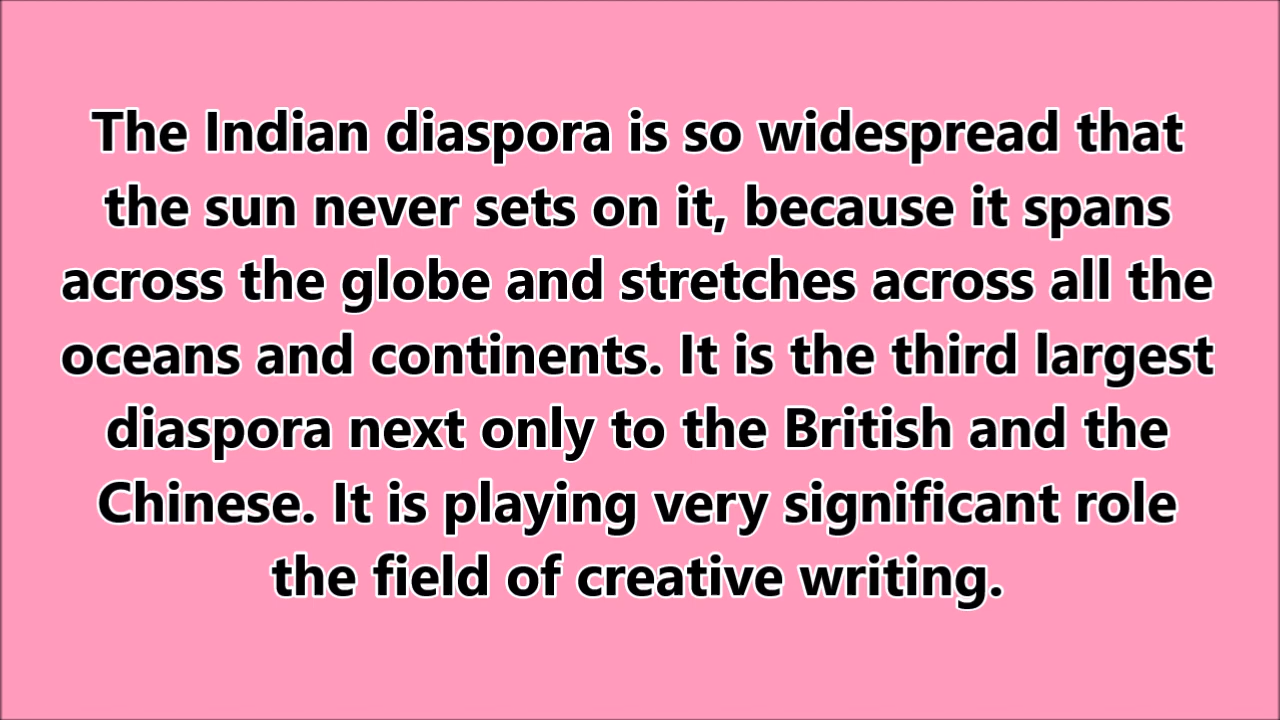 The Indian diaspora is so widespread that
the sun never sets on it, because it spans
across the globe and stretches across all the
oceans and continents. It is the third largest
diaspora next only to the British and the
Chinese. It is playing very significant role
the field of creative writing.